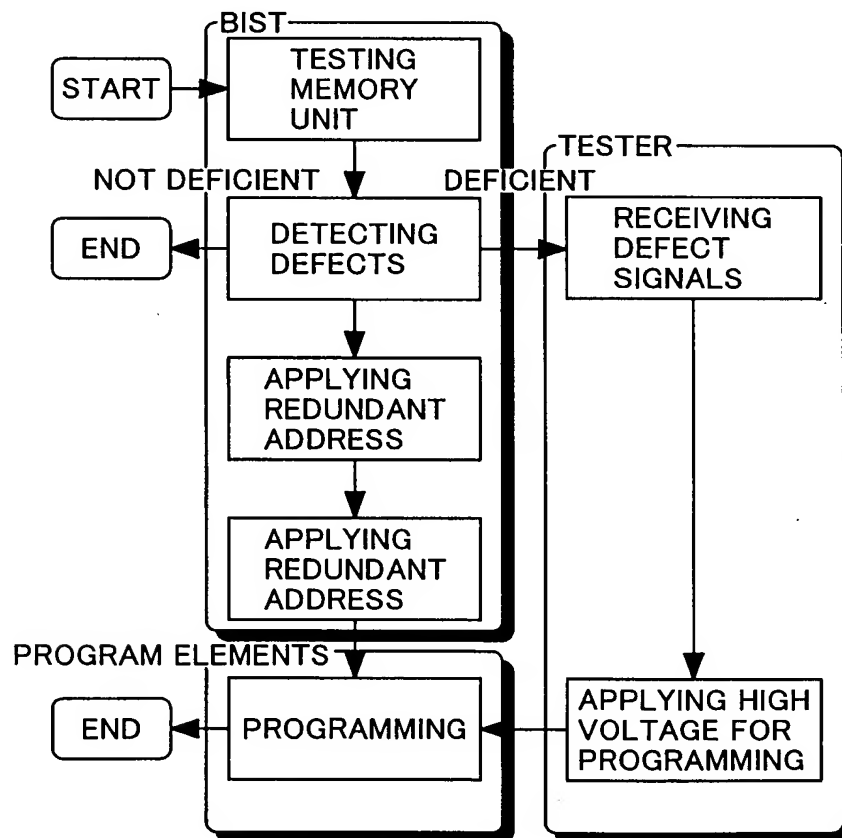 BIST
START
TESTING
MEMORY
UNIT
TESTER
NOT DEFICIENT
DEFICIENT
END
DETECTING
DEFECTS
RECEIVING
DEFECT
SIGNALS
APPLYING
REDUNDANT
ADDRESS
APPLYING
REDUNDANT
ADDRESS
PROGRAM ELEMENTS
END
PROGRAMMING
APPLYING HIGH
VOLTAGE FOR
PROGRAMMING